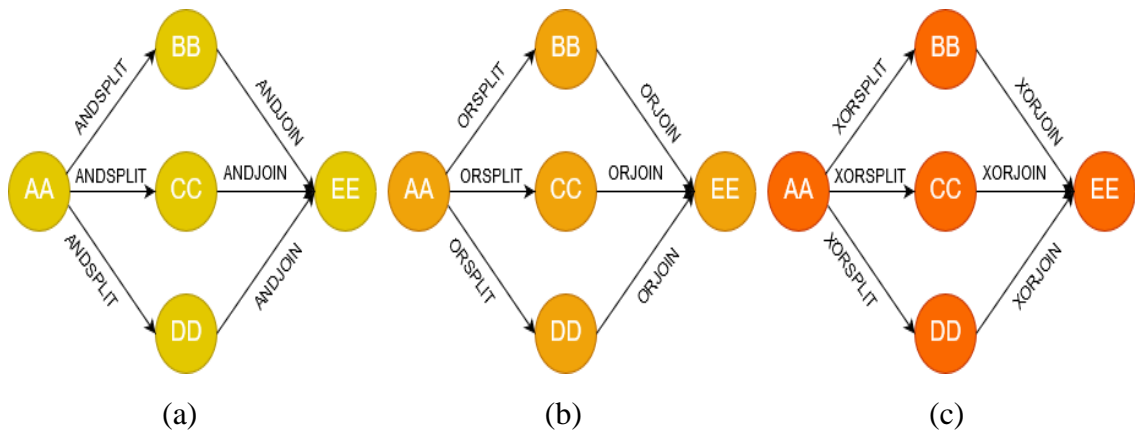 BB
ANDSPLIT
ANDJOIN
AA
ANDSPLIT
CC
ANDJOIN
EE
ANDSPLIT
ANDJOIN
DD
(a)
BB
ORSPLIT
ORJOIN
AA
ORSPLIT
CC
ORJOIN
EE
ORSPLIT
ORJOIN
DD
(b)
BB
XORSPLIT
XORJOIN
AA
XORSPLIT
CC
XORJOIN
EE
XORSPLIT
XORJOIN
DD
(c)